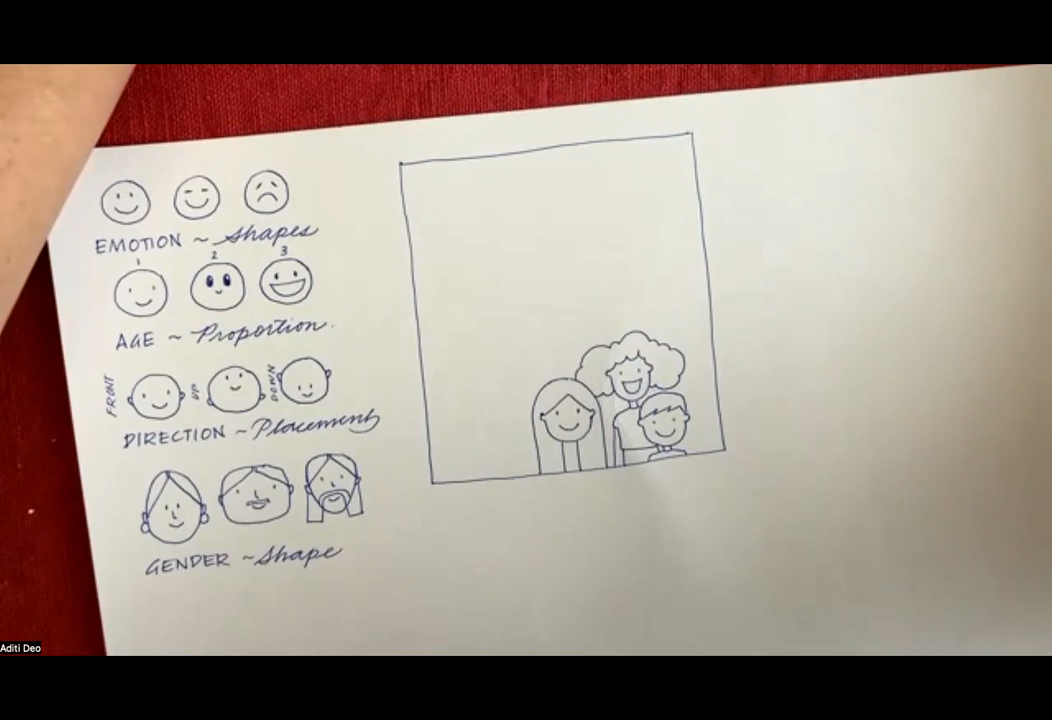 EMOTION ~ Shapes
1 2 3
AGE ~ Proportion.
FRONT UP DOWN
DIRECTION ~ Placement
GENDER ~ Shape
Aditi Deo